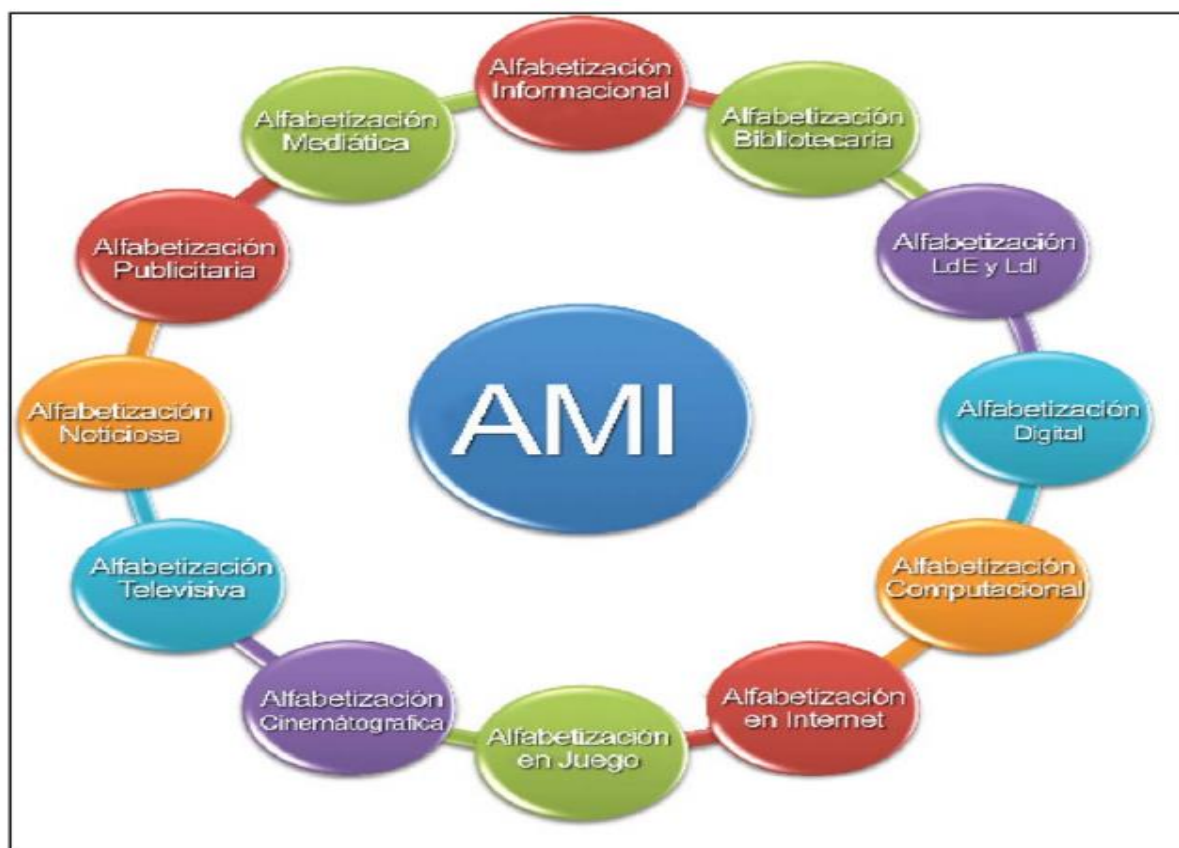 Alfabetización
Informacional
Alfabetización
Bibliotecaria
Alfabetización
LdE y LdI
Alfabetización
Digital
Alfabetización
Computacional
Alfabetización
en Internet
Alfabetización
en Juego
Alfabetización
Cinemátografica
Alfabetización
Televisiva
Alfabetización
Noticiosa
Alfabetización
Publicitaria
Alfabetización
Mediática
AMI